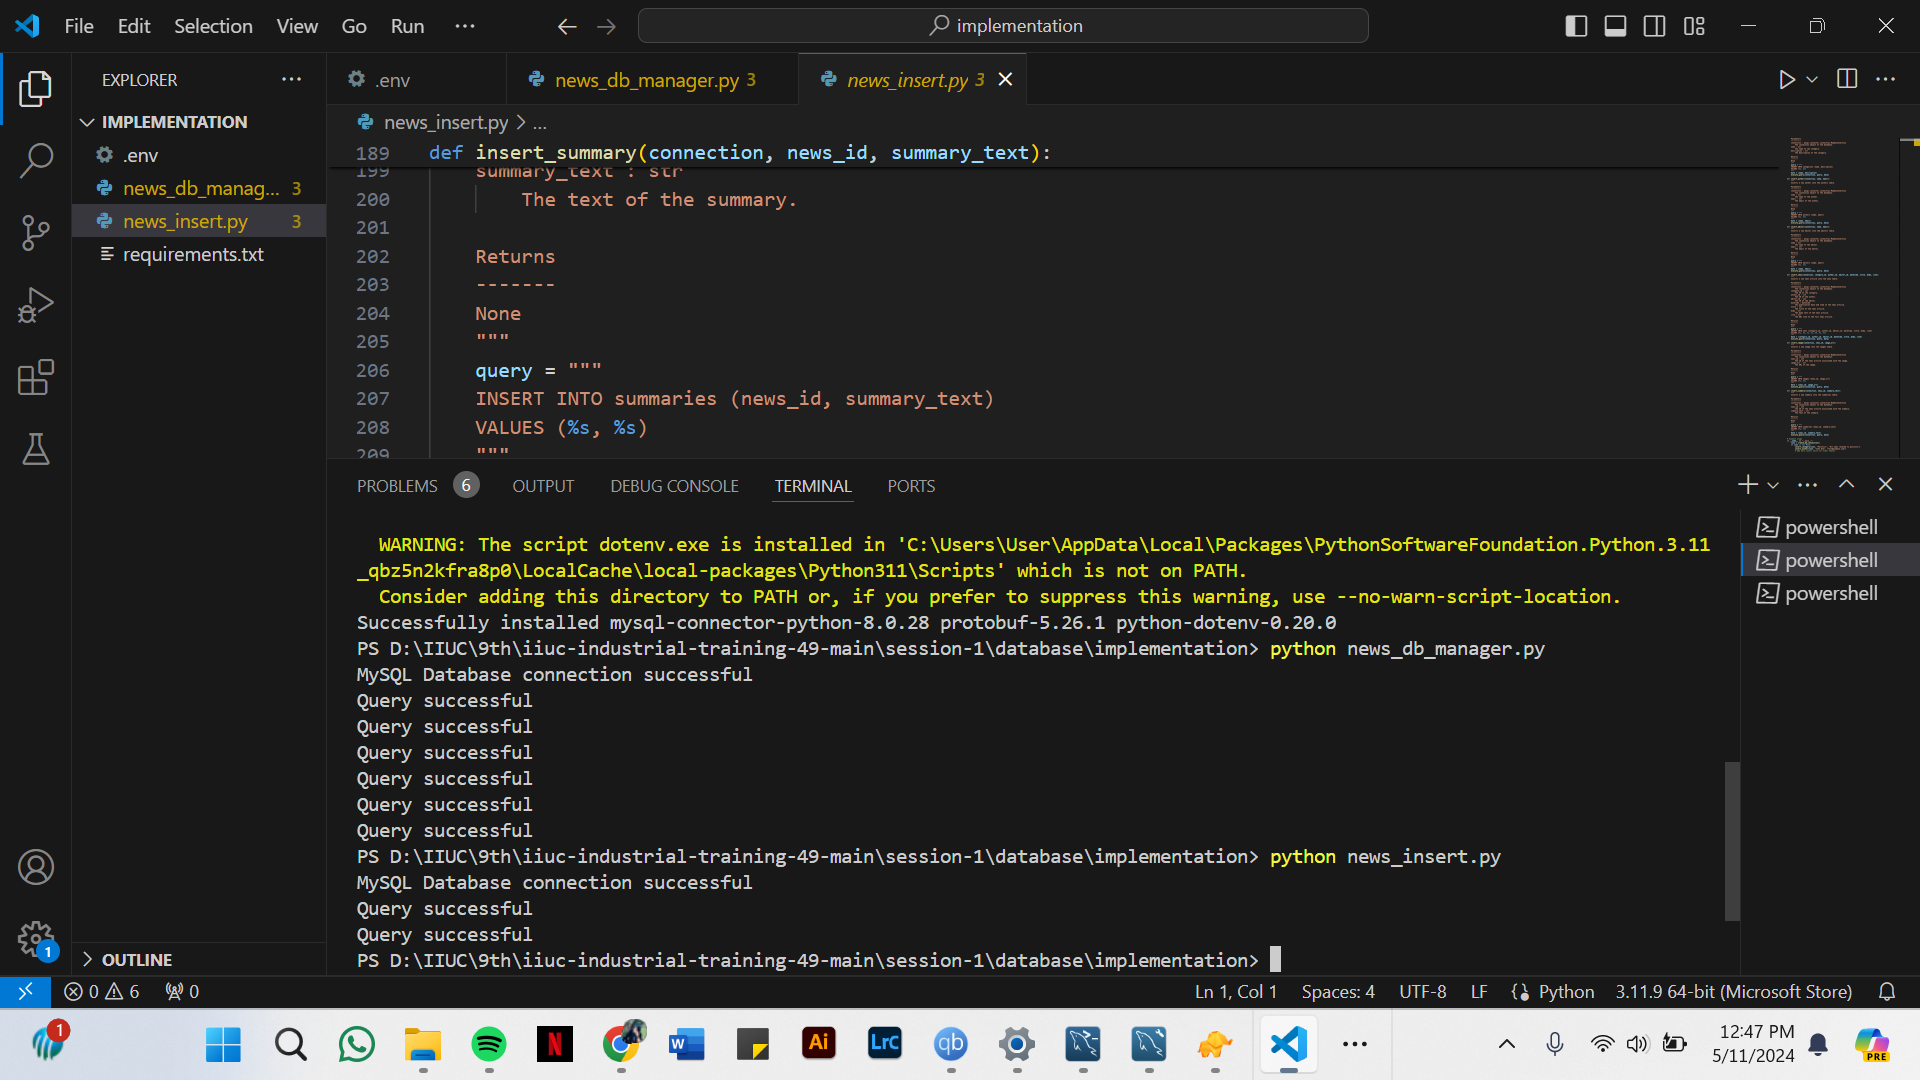 File Edit Selection View Go Run ...
implementation
EXPLORER ...
.env
news_db_manager.py 3
news_insert.py 3
IMPLEMENTATION
.env
news_db_manag... 3
news_insert.py 3
requirements.txt
OUTLINE
news_insert.py > ...
189 def insert_summary(connection, news_id, summary_text):
199 summary_text : str
200 The text of the summary.
201
202 Returns
203 -------
204 None
205 """
206 query = """
207 INSERT INTO summaries (news_id, summary_text)
208 VALUES (%s, %s)
209 """
PROBLEMS 6 OUTPUT DEBUG CONSOLE TERMINAL PORTS
WARNING: The script dotenv.exe is installed in 'C:\Users\User\AppData\Local\Packages\PythonSoftwareFoundation.Python.3.11
_qbz5n2kfra8p0\LocalCache\local-packages\Python311\Scripts' which is not on PATH.
Consider adding this directory to PATH or, if you prefer to suppress this warning, use --no-warn-script-location.
Successfully installed mysql-connector-python-8.0.28 protobuf-5.26.1 python-dotenv-0.20.0
PS D:\IIUC\9th\iiuc-industrial-training-49-main\session-1\database\implementation> python news_db_manager.py
MySQL Database connection successful
Query successful
Query successful
Query successful
Query successful
Query successful
Query successful
PS D:\IIUC\9th\iiuc-industrial-training-49-main\session-1\database\implementation> python news_insert.py
MySQL Database connection successful
Query successful
Query successful
PS D:\IIUC\9th\iiuc-industrial-training-49-main\session-1\database\implementation>
powershell
powershell
powershell
1
0 6 0
Ln 1, Col 1 Spaces: 4 UTF-8 LF Python 3.11.9 64-bit (Microsoft Store)
1
N
W
Ai
Lrc
qb
12:47 PM
5/11/2024
PRE